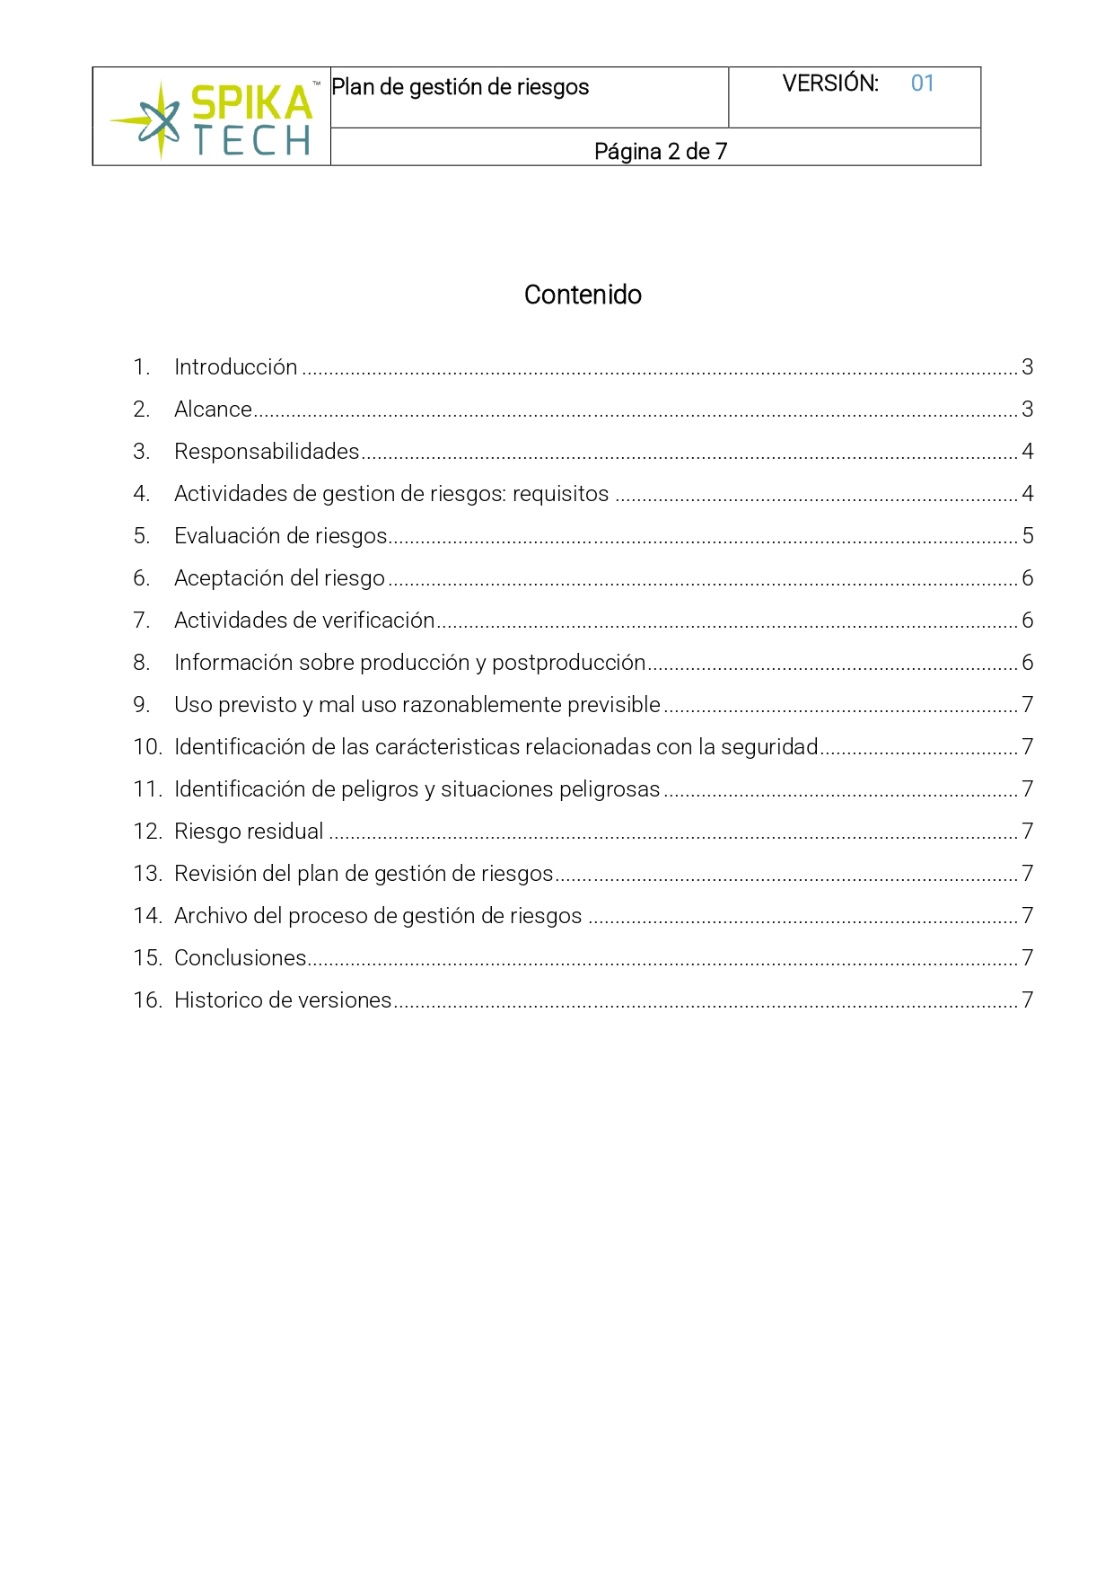 SPIKA™
TECH
Plan de gestión de riesgos
VERSIÓN: 01
Página 2 de 7
Contenido
1. Introducción ........ 3
2. Alcance ........ 3
3. Responsabilidades ........ 4
4. Actividades de gestion de riesgos: requisitos ........ 4
5. Evaluación de riesgos ........ 5
6. Aceptación del riesgo ........ 6
7. Actividades de verificación ........ 6
8. Información sobre producción y postproducción ........ 6
9. Uso previsto y mal uso razonablemente previsible ........ 7
10. Identificación de las carácteristicas relacionadas con la seguridad ........ 7
11. Identificación de peligros y situaciones peligrosas ........ 7
12. Riesgo residual ........ 7
13. Revisión del plan de gestión de riesgos ........ 7
14. Archivo del proceso de gestión de riesgos ........ 7
15. Conclusiones ........ 7
16. Historico de versiones ........ 7